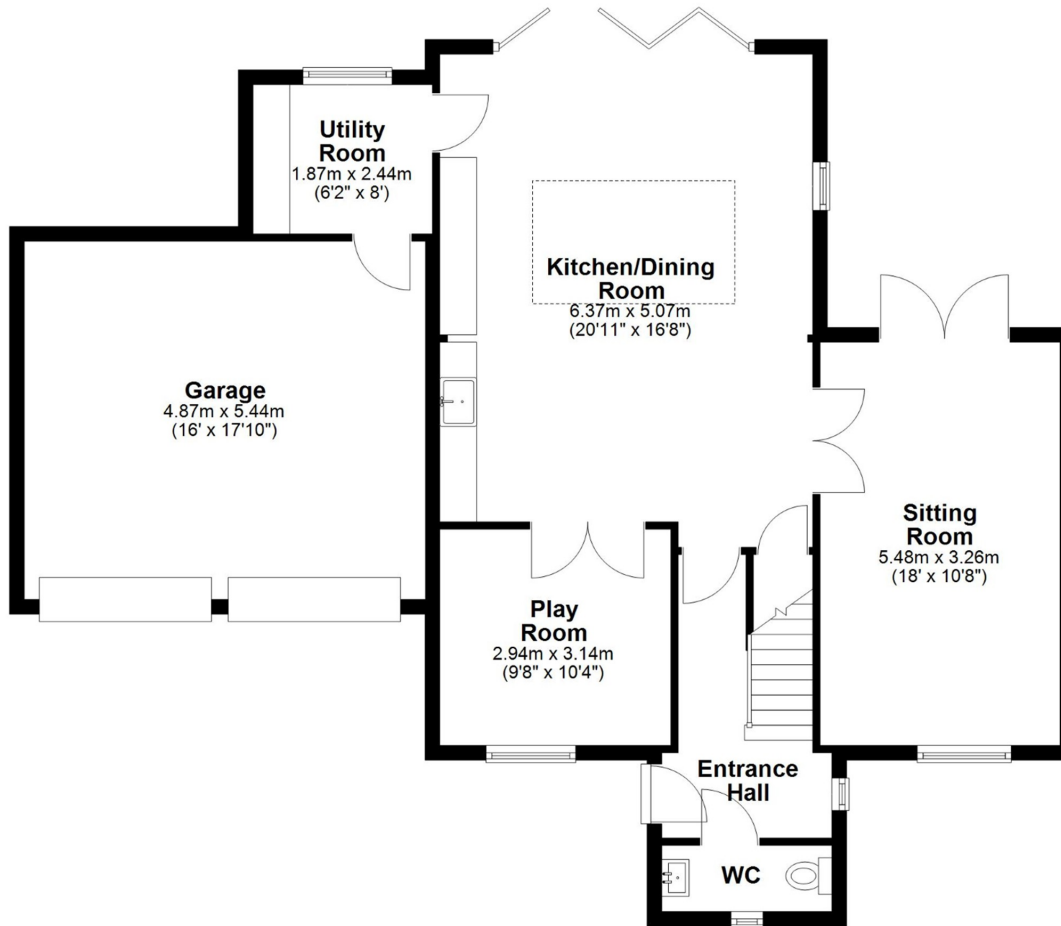 Utility
Room
1.87m x 2.44m
(6'2" x 8')
Kitchen/Dining
Room
6.37m x 5.07m
(20'11" x 16'8")
Garage
4.87m x 5.44m
(16' x 17'10")
Sitting
Room
5.48m x 3.26m
(18' x 10'8")
Play
Room
2.94m x 3.14m
(9'8" x 10'4")
Entrance
Hall
WC